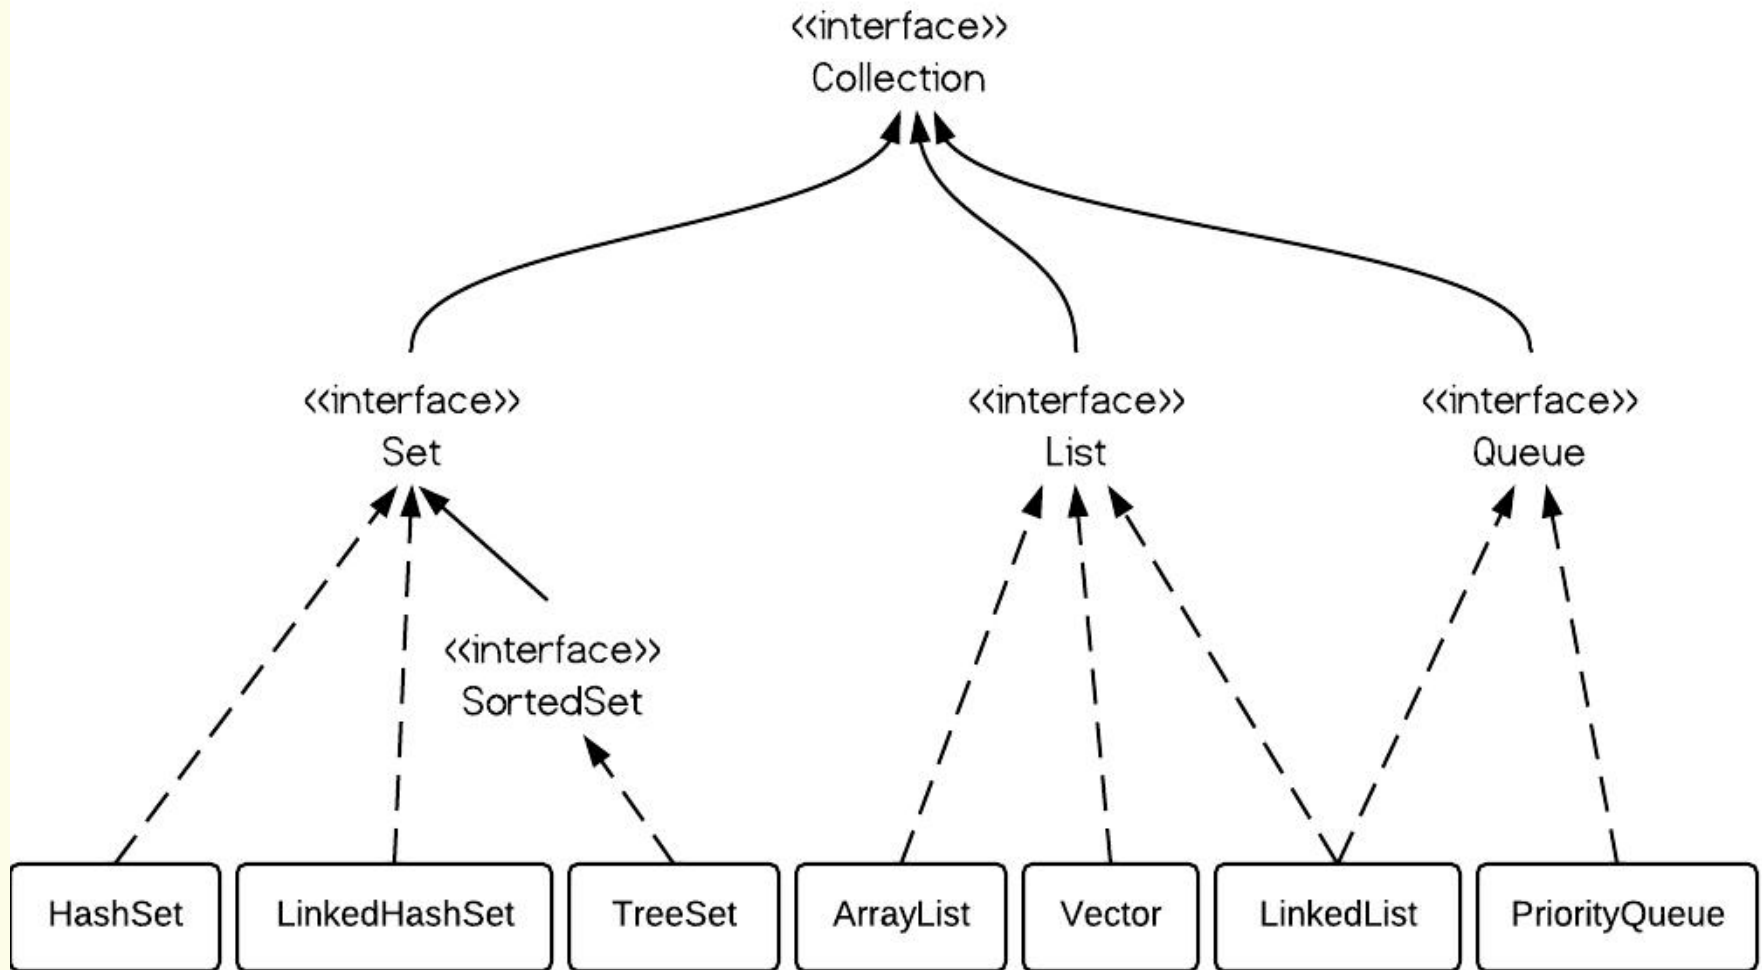 <<interface>>
Collection
<<interface>>
Set
<<interface>>
List
<<interface>>
Queue
<<interface>>
SortedSet
HashSet
LinkedHashSet
TreeSet
ArrayList
Vector
LinkedList
PriorityQueue